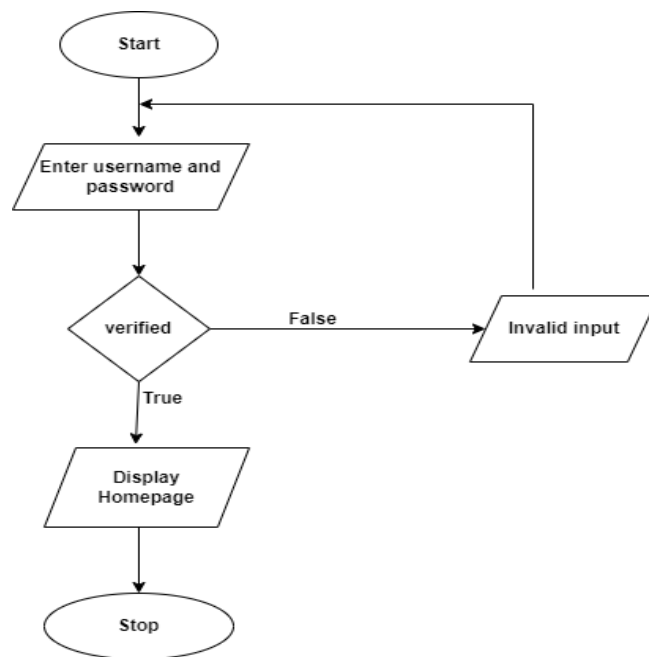 Start
Enter username and
password
verified
False
Invalid input
True
Display
Homepage
Stop